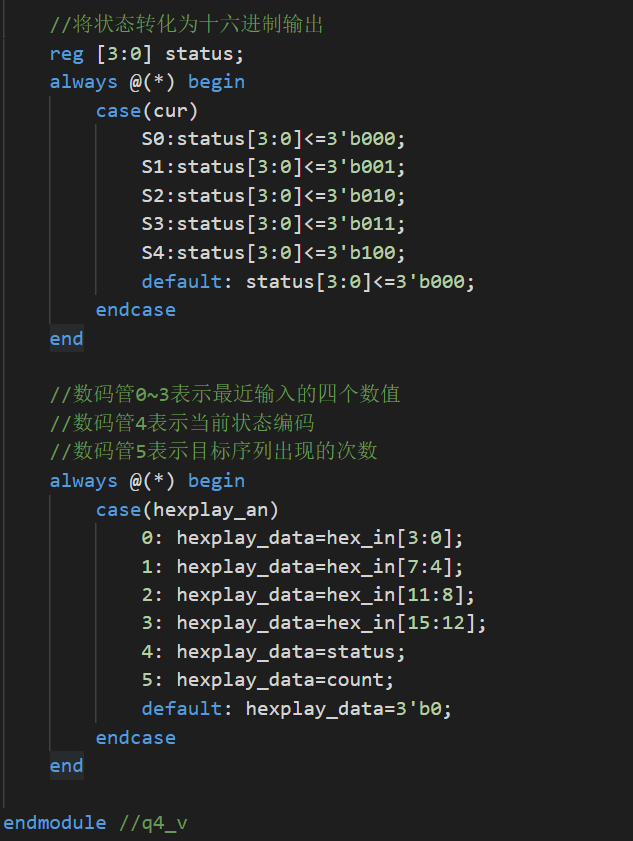 //将状态转化为十六进制输出
reg [3:0] status;
always @(*) begin
case(cur)
S0:status[3:0]<=3'b000;
S1:status[3:0]<=3'b001;
S2:status[3:0]<=3'b010;
S3:status[3:0]<=3'b011;
S4:status[3:0]<=3'b100;
default: status[3:0]<=3'b000;
endcase
end
//数码管0~3表示最近输入的四个数值
//数码管4表示当前状态编码
//数码管5表示目标序列出现的次数
always @(*) begin
case(hexplay_an)
0: hexplay_data=hex_in[3:0];
1: hexplay_data=hex_in[7:4];
2: hexplay_data=hex_in[11:8];
3: hexplay_data=hex_in[15:12];
4: hexplay_data=status;
5: hexplay_data=count;
default: hexplay_data=3'b0;
endcase
end
endmodule //q4_v